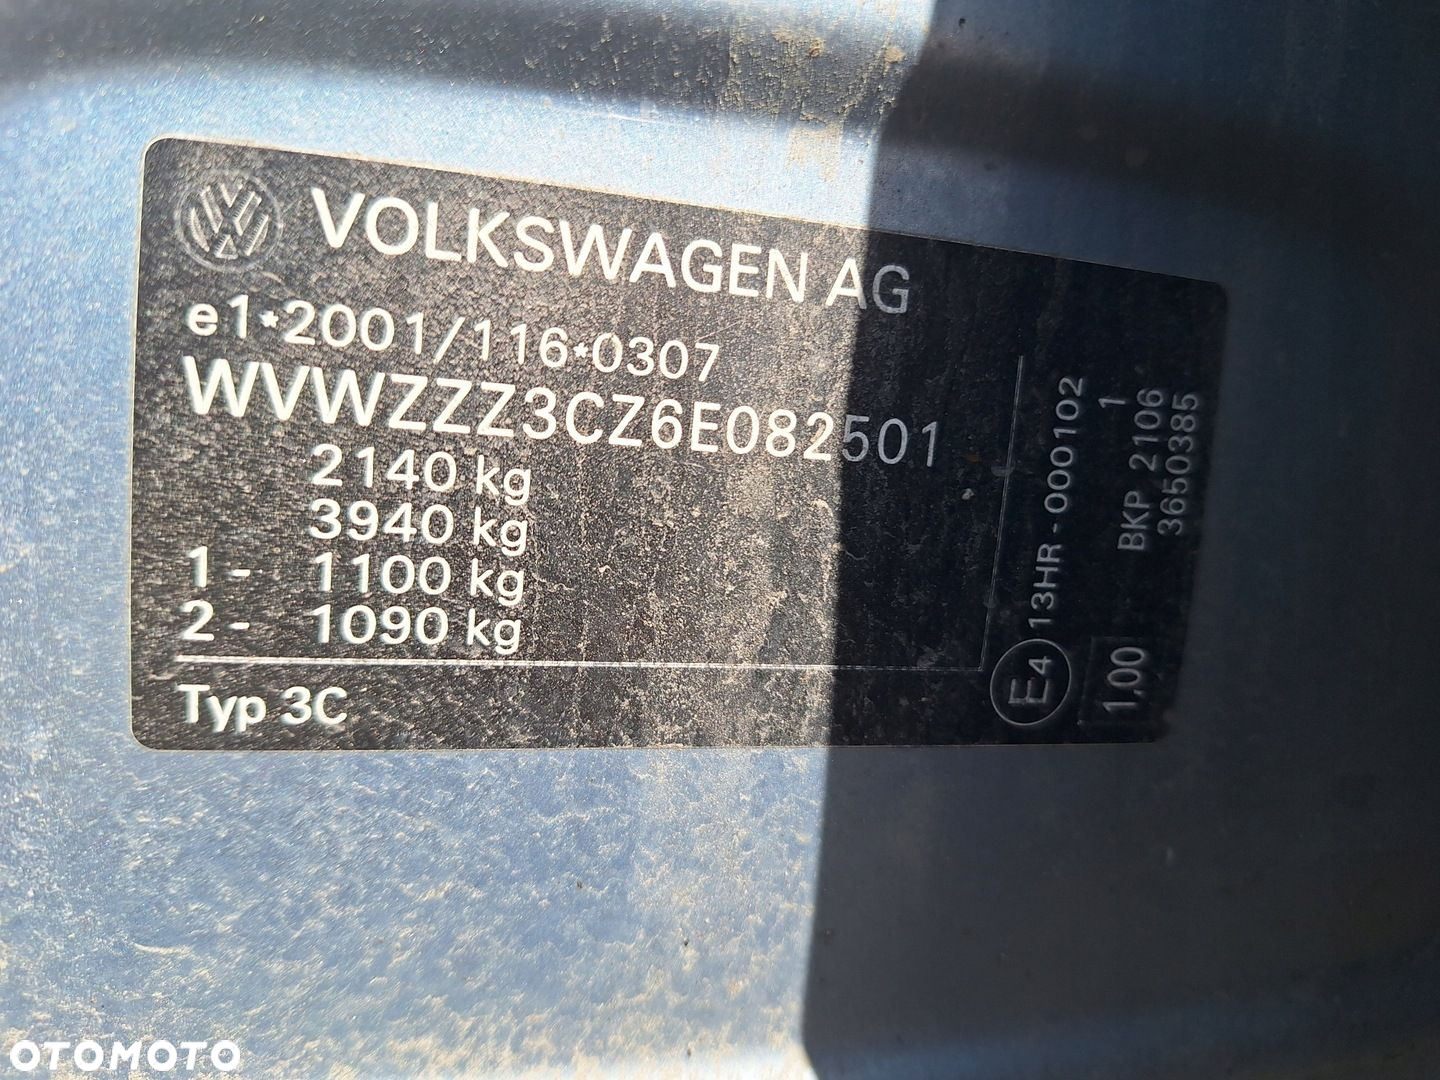 VOLKSWAGEN AG
e1*2001/116*0307
WVWZZZ3CZ6E082501
2140 kg
3940 kg
1- 1100 kg
2- 1090 kg
Typ 3C
E4 13HR-000102
1,00
1
BKP 2106
3650385
OTOMOTO